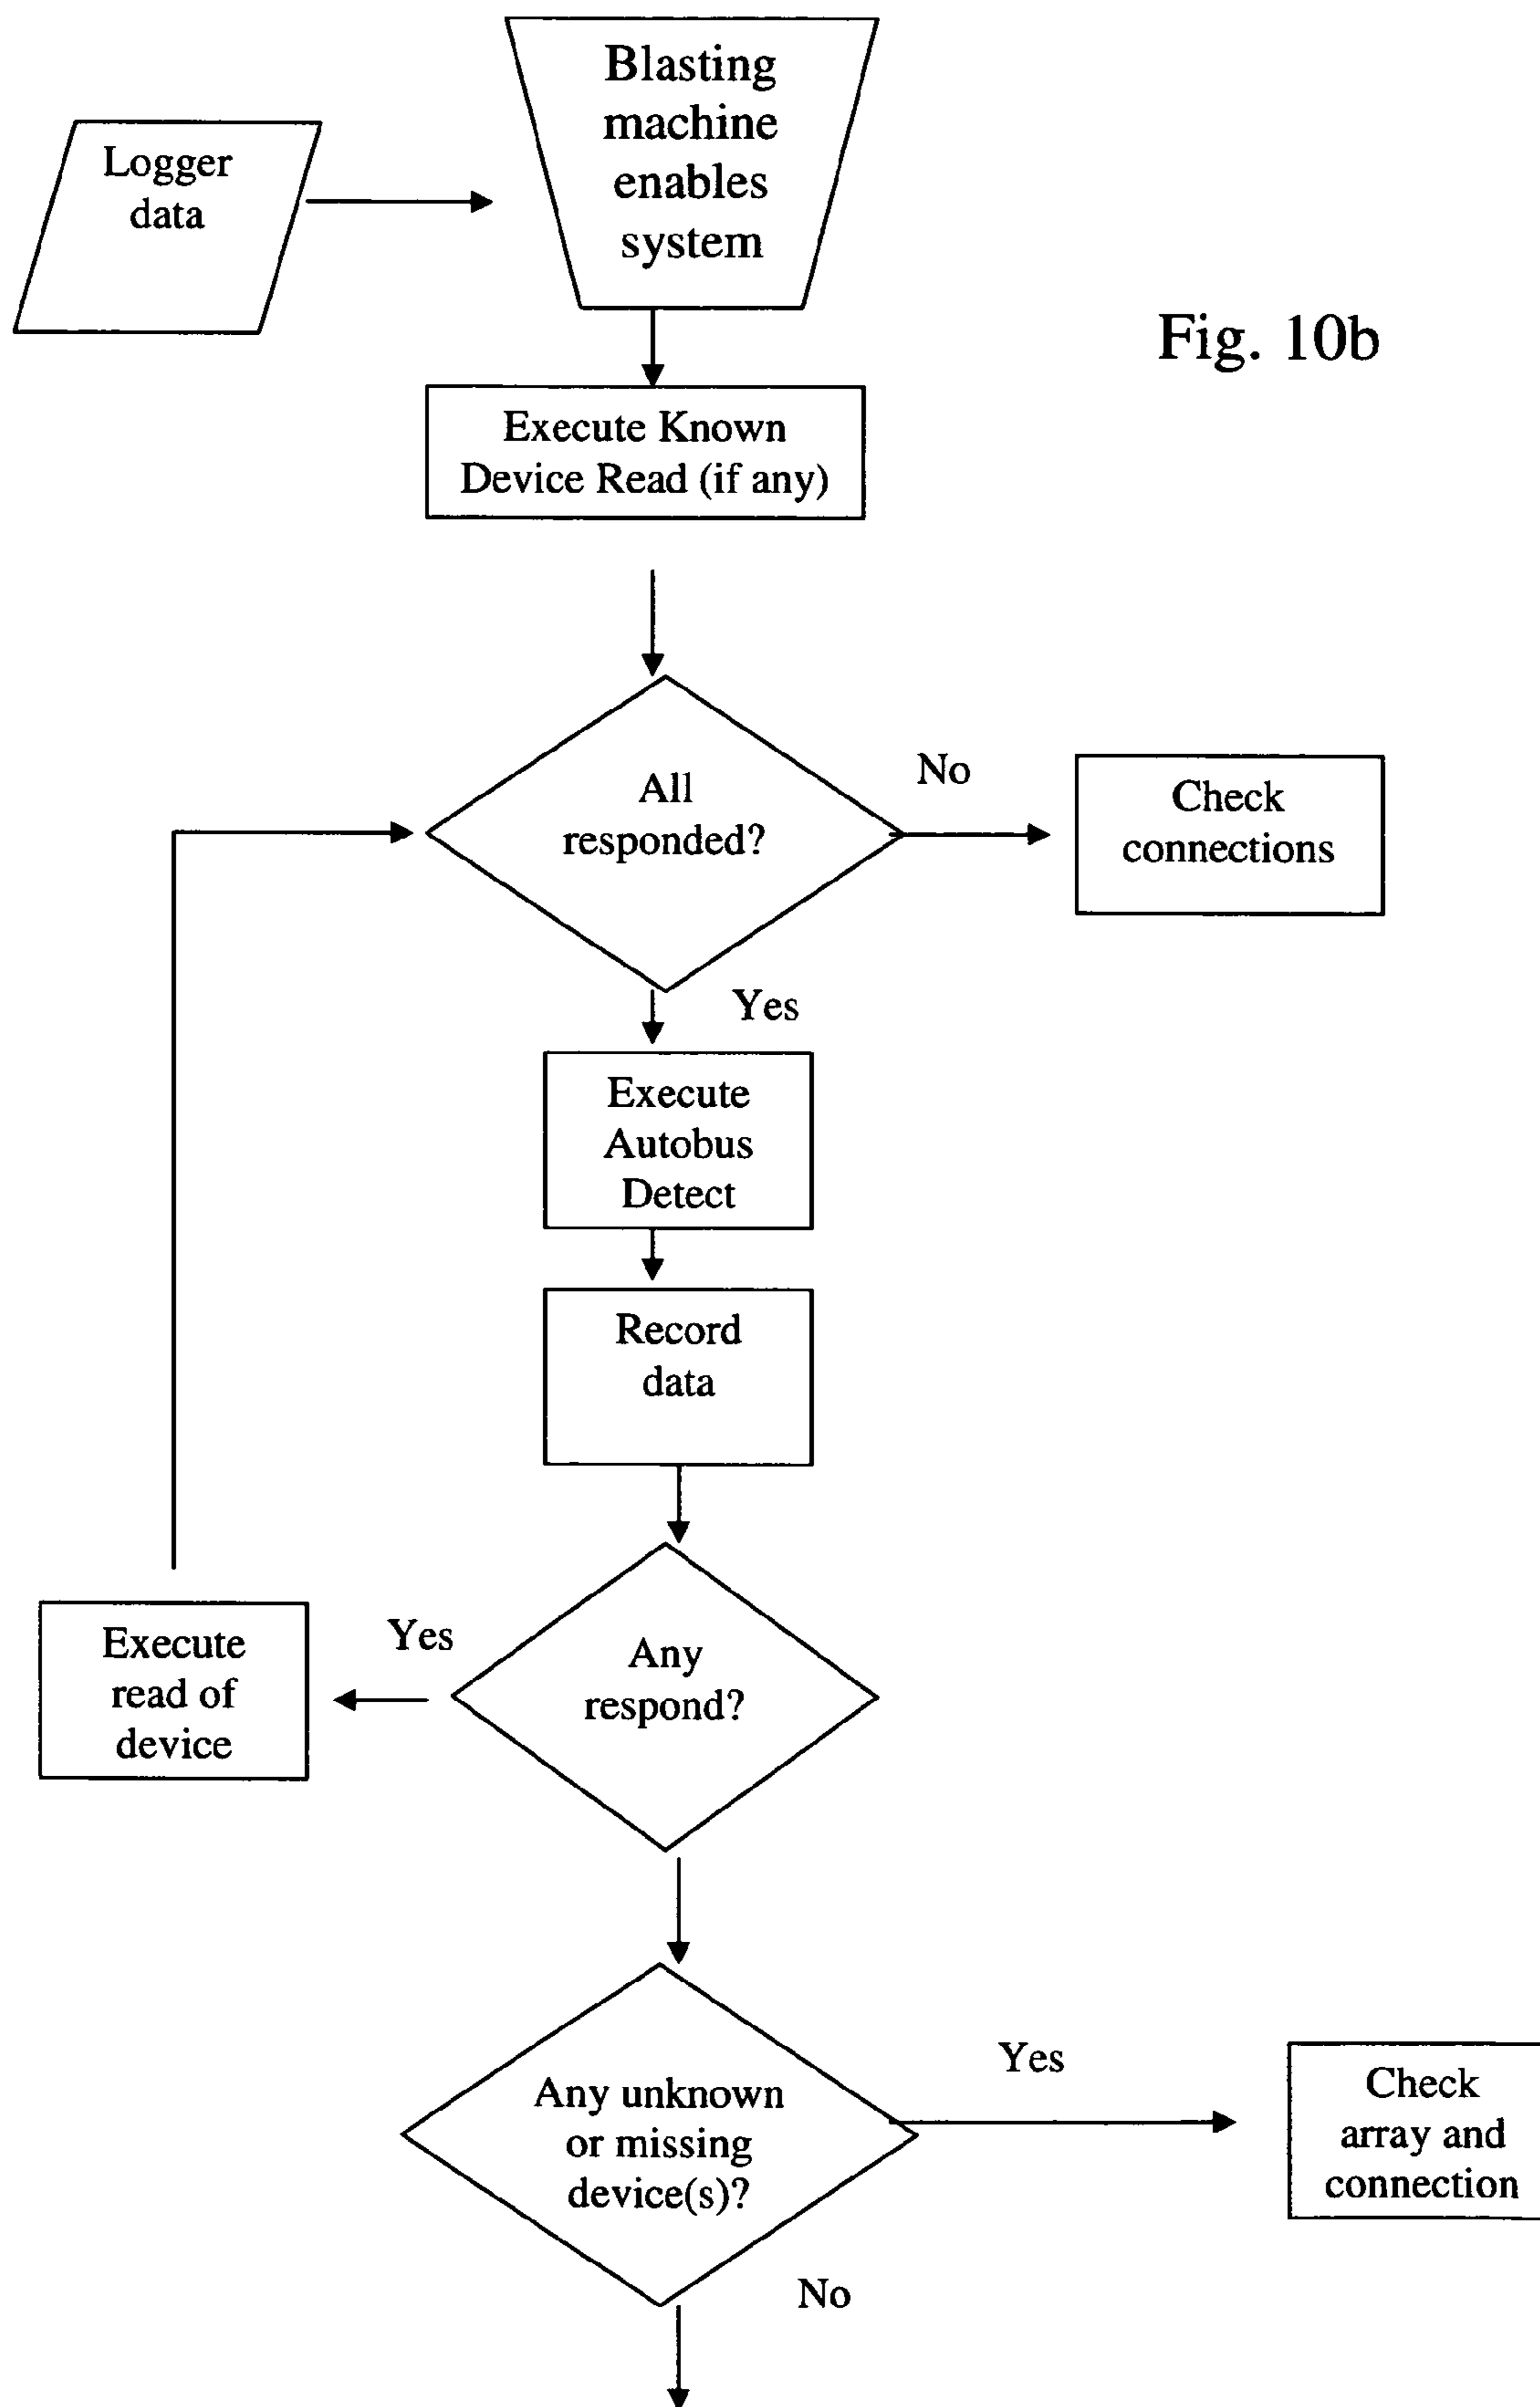 Blasting
machine
enables
system
Logger
data
Fig. 10b
Execute Known
Device Read (if any)
All
responded?
No
Check
connections
Yes
Execute
Autobus
Detect
Record
data
Any
respond?
Yes
Execute
read of
device
Any unknown
or missing
device(s)?
Yes
Check
array and
connection
No